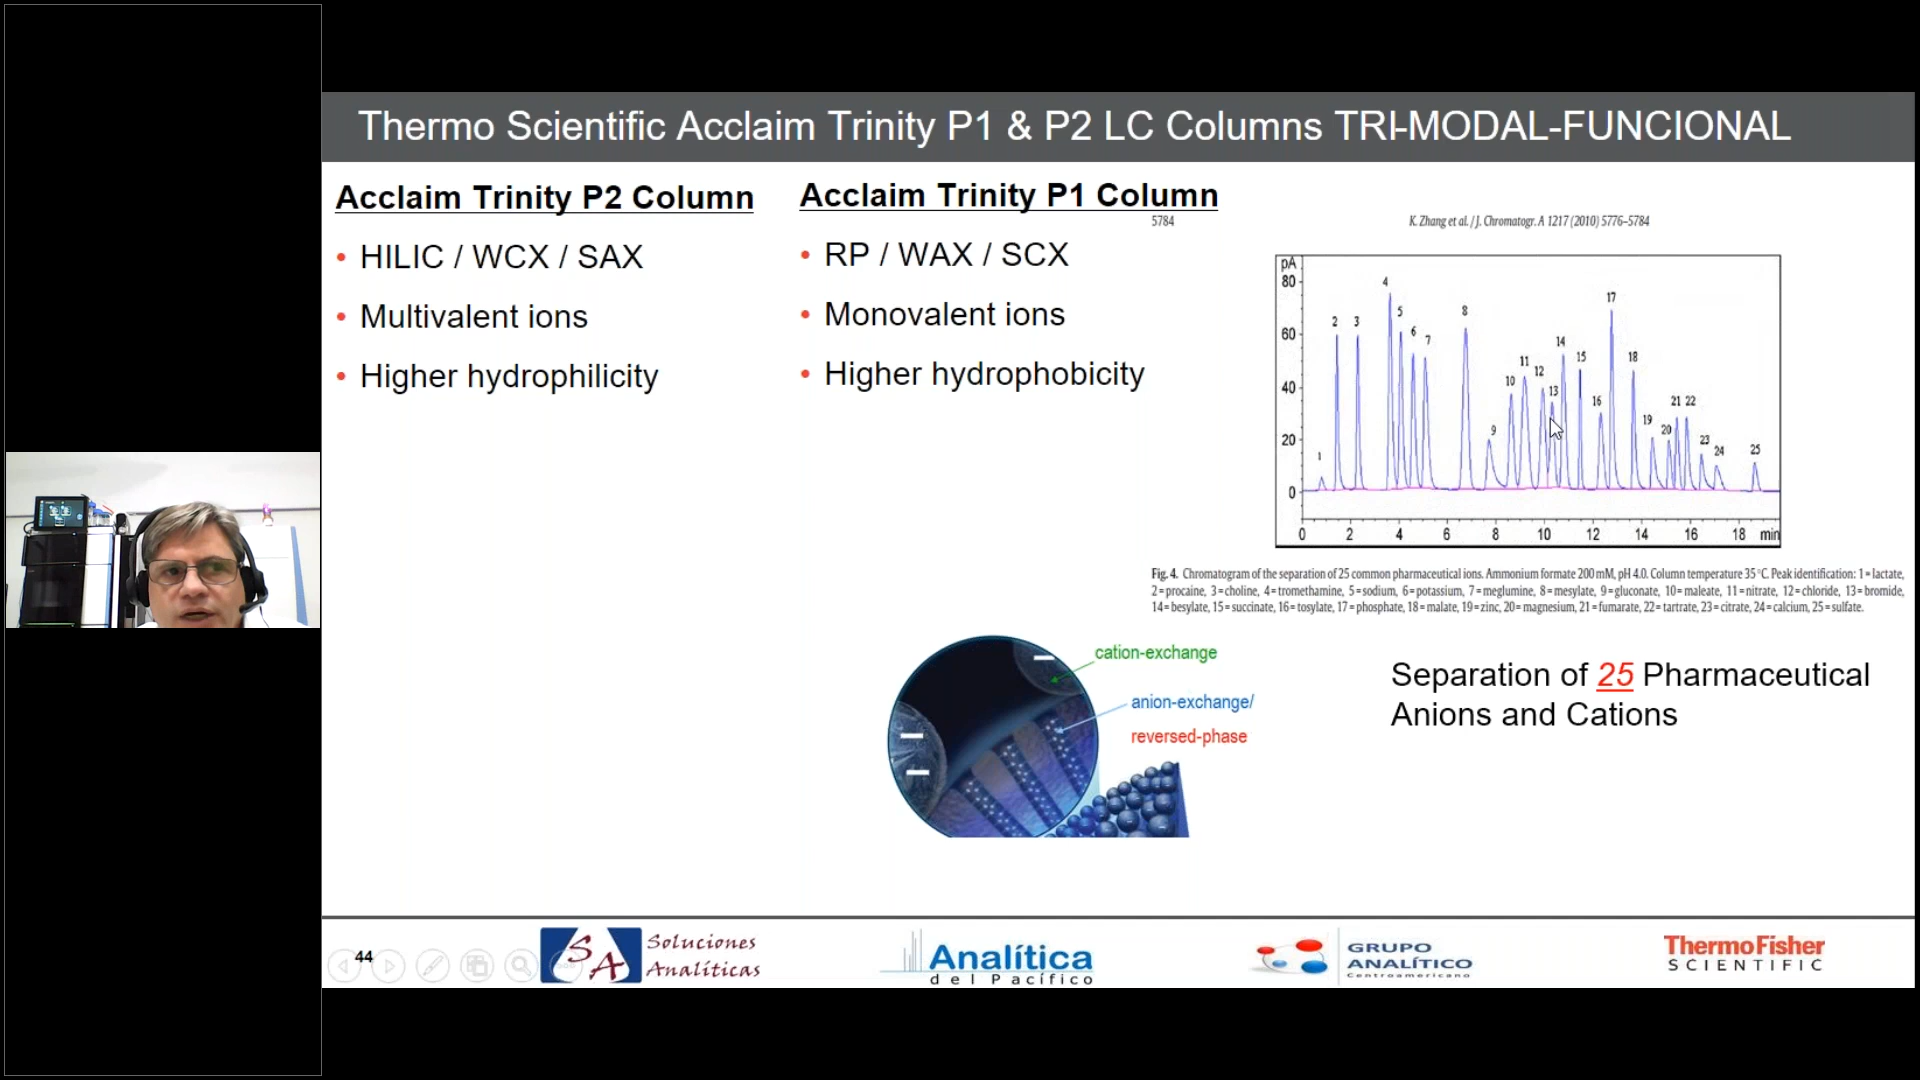 Thermo Scientific Acclaim Trinity P1 & P2 LC Columns TRI-MODAL-FUNCIONAL
Acclaim Trinity P2 Column
• HILIC / WCX / SAX
• Multivalent ions
• Higher hydrophilicity
Acclaim Trinity P1 Column
• RP / WAX / SCX
• Monovalent ions
• Higher hydrophobicity
5784
K. Zhang et al. / J. Chromatogr. A 1217 (2010) 5776–5784
pA
80
60
40
20
0
1
2
3
4
5
6
7
8
9
10
11
12
13
14
15
16
17
18
19
20
21
22
23
24
25
0 2 4 6 8 10 12 14 16 18 min
Fig. 4. Chromatogram of the separation of 25 common pharmaceutical ions. Ammonium formate 200 mM, pH 4.0. Column temperature 35 °C. Peak identification: 1 = lactate,
2 = procaine, 3 = choline, 4 = tromethamine, 5 = sodium, 6 = potassium, 7 = meglumine, 8 = mesylate, 9 = gluconate, 10 = maleate, 11 = nitrate, 12 = chloride, 13 = bromide,
14 = besylate, 15 = succinate, 16 = tosylate, 17 = phosphate, 18 = malate, 19 = zinc, 20 = magnesium, 21 = fumarate, 22 = tartrate, 23 = citrate, 24 = calcium, 25 = sulfate.
cation-exchange
anion-exchange/
reversed-phase
Separation of 25 Pharmaceutical
Anions and Cations
44
SA
Soluciones
Analíticas
Analítica
del Pacífico
GRUPO
ANALÍTICO
Centroamericano
ThermoFisher
SCIENTIFIC